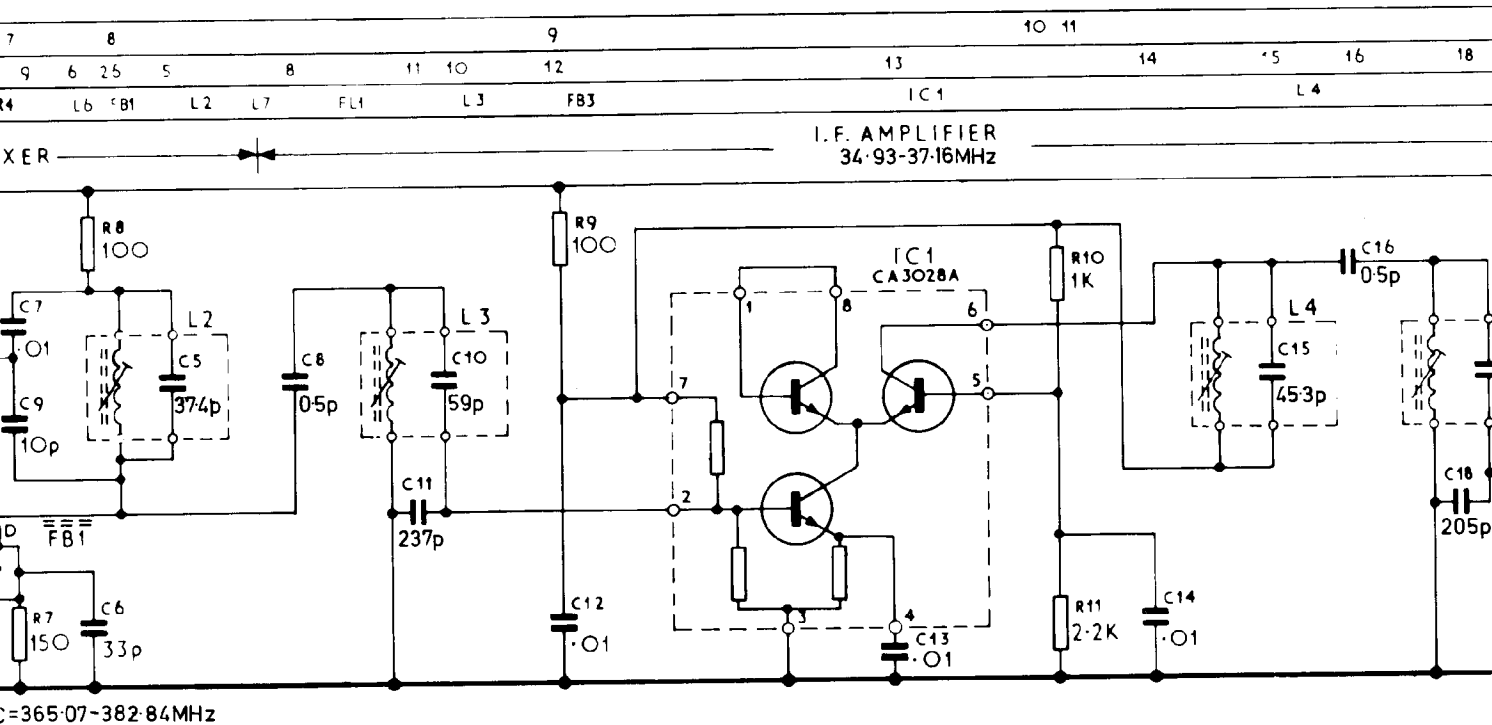 7 8 9 10 11
9 6 25 5 8 11 10 12 13 14 15 16 18
R4 L6 FB1 L2 L7 FL1 L3 FB3 IC1 L4
XER
I.F. AMPLIFIER
34·93-37·16MHz
R8
100
R9
100
IC1
CA3028A
R10
1K
C16
0·5p
1
8
6
C7
·01
L2
L3
L4
C5
37·4p
C8
0·5p
C10
59p
7
5
C15
45·3p
C9
10p
C11
237p
2
C18
205p
D
FB1
R7
150
C6
33p
C12
·01
3
4
C13
·01
R11
2·2K
C14
·01
C=365·07-382·84MHz